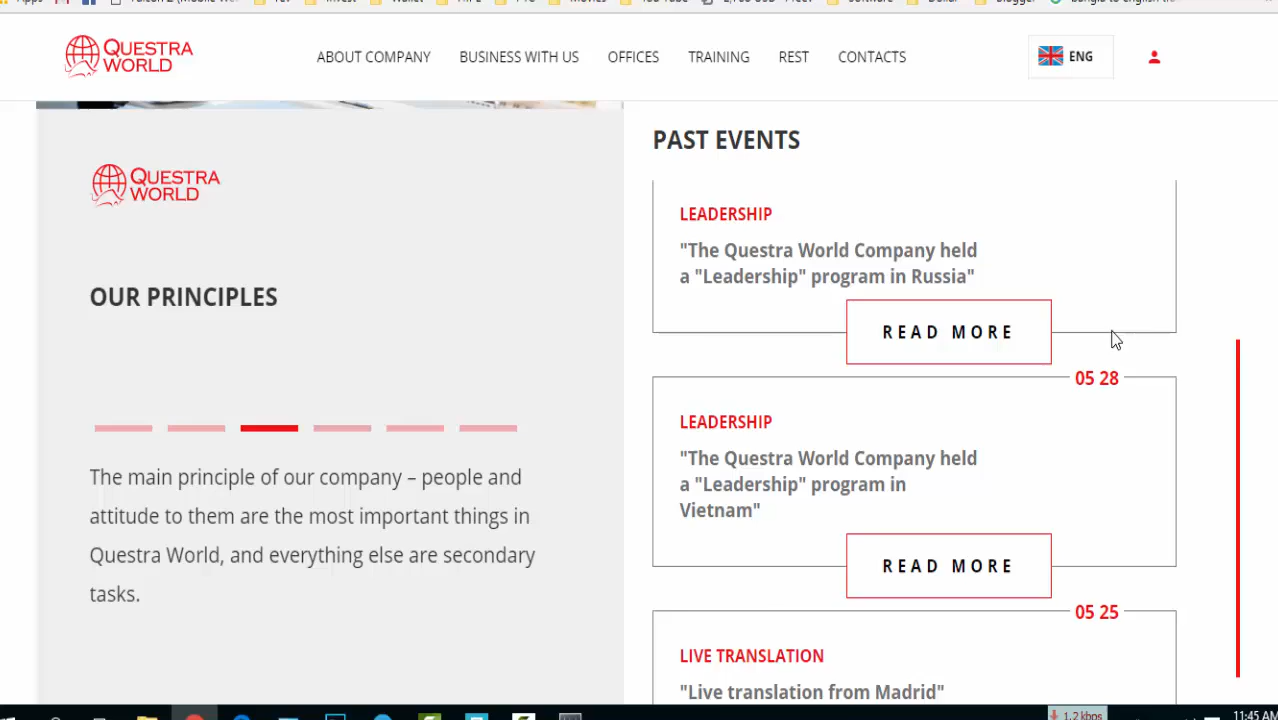 QUESTRA
WORLD
ABOUT COMPANY
BUSINESS WITH US
OFFICES
TRAINING
REST
CONTACTS
ENG
QUESTRA
WORLD
OUR PRINCIPLES
The main principle of our company – people and
attitude to them are the most important things in
Questra World, and everything else are secondary
tasks.
PAST EVENTS
LEADERSHIP
"The Questra World Company held
a "Leadership" program in Russia"
READ MORE
05 28
LEADERSHIP
"The Questra World Company held
a "Leadership" program in
Vietnam"
READ MORE
05 25
LIVE TRANSLATION
"Live translation from Madrid"
1.2 kbps
11:45 AM